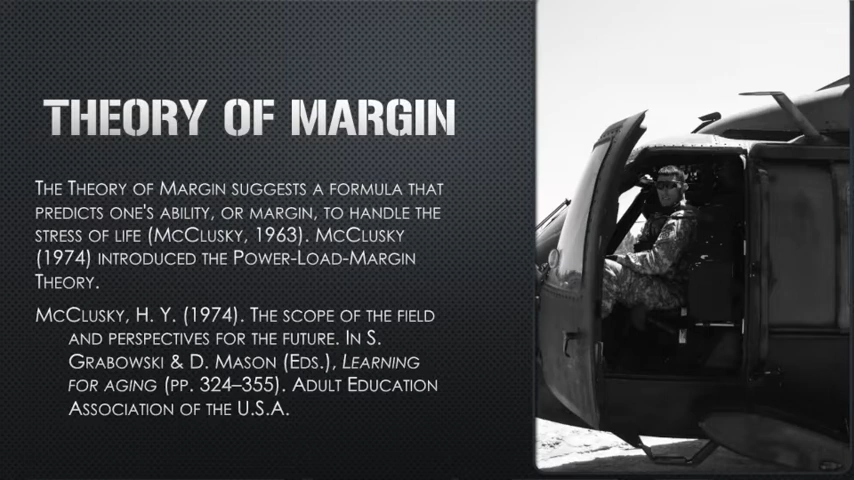 THEORY OF MARGIN
THE THEORY OF MARGIN SUGGESTS A FORMULA THAT
PREDICTS ONE'S ABILITY, OR MARGIN, TO HANDLE THE
STRESS OF LIFE (MCCLUSKY, 1963). MCCLUSKY
(1974) INTRODUCED THE POWER-LOAD-MARGIN
THEORY.
MCCLUSKY, H. Y. (1974). THE SCOPE OF THE FIELD
AND PERSPECTIVES FOR THE FUTURE. IN S.
GRABOWSKI & D. MASON (EDS.), LEARNING
FOR AGING (PP. 324–355). ADULT EDUCATION
ASSOCIATION OF THE U.S.A.